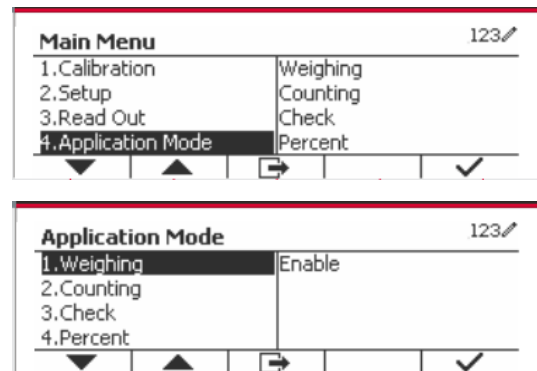 Main Menu 123
1.Calibration Weighing
2.Setup Counting
3.Read Out Check
4.Application Mode Percent
Application Mode 123
1.Weighing Enable
2.Counting
3.Check
4.Percent